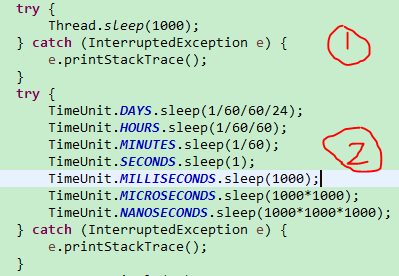 try {
Thread.sleep(1000);
} catch (InterruptedException e) {
e.printStackTrace();
}
try {
TimeUnit.DAYS.sleep(1/60/60/24);
TimeUnit.HOURS.sleep(1/60/60);
TimeUnit.MINUTES.sleep(1/60);
TimeUnit.SECONDS.sleep(1);
TimeUnit.MILLISECONDS.sleep(1000);
TimeUnit.MICROSECONDS.sleep(1000*1000);
TimeUnit.NANOSECONDS.sleep(1000*1000*1000);
} catch (InterruptedException e) {
e.printStackTrace();
}
1
2